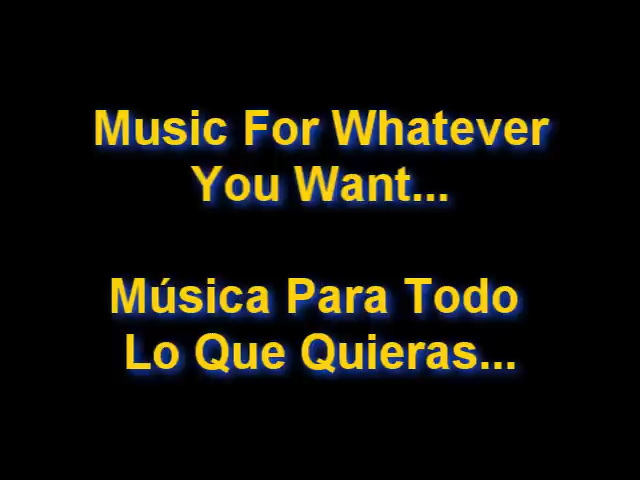 Music For Whatever
You Want...
Música Para Todo
Lo Que Quieras...